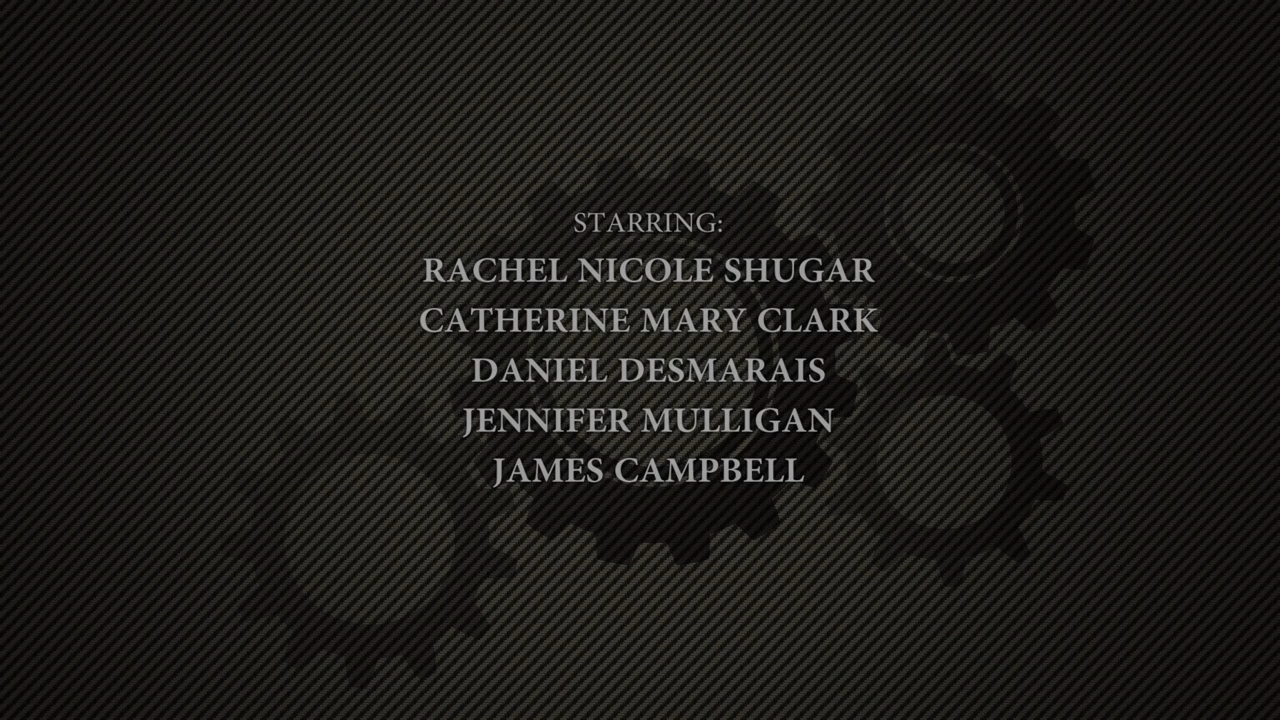 STARRING:
RACHEL NICOLE SHUGAR
CATHERINE MARY CLARK
DANIEL DESMARAIS
JENNIFER MULLIGAN
JAMES CAMPBELL